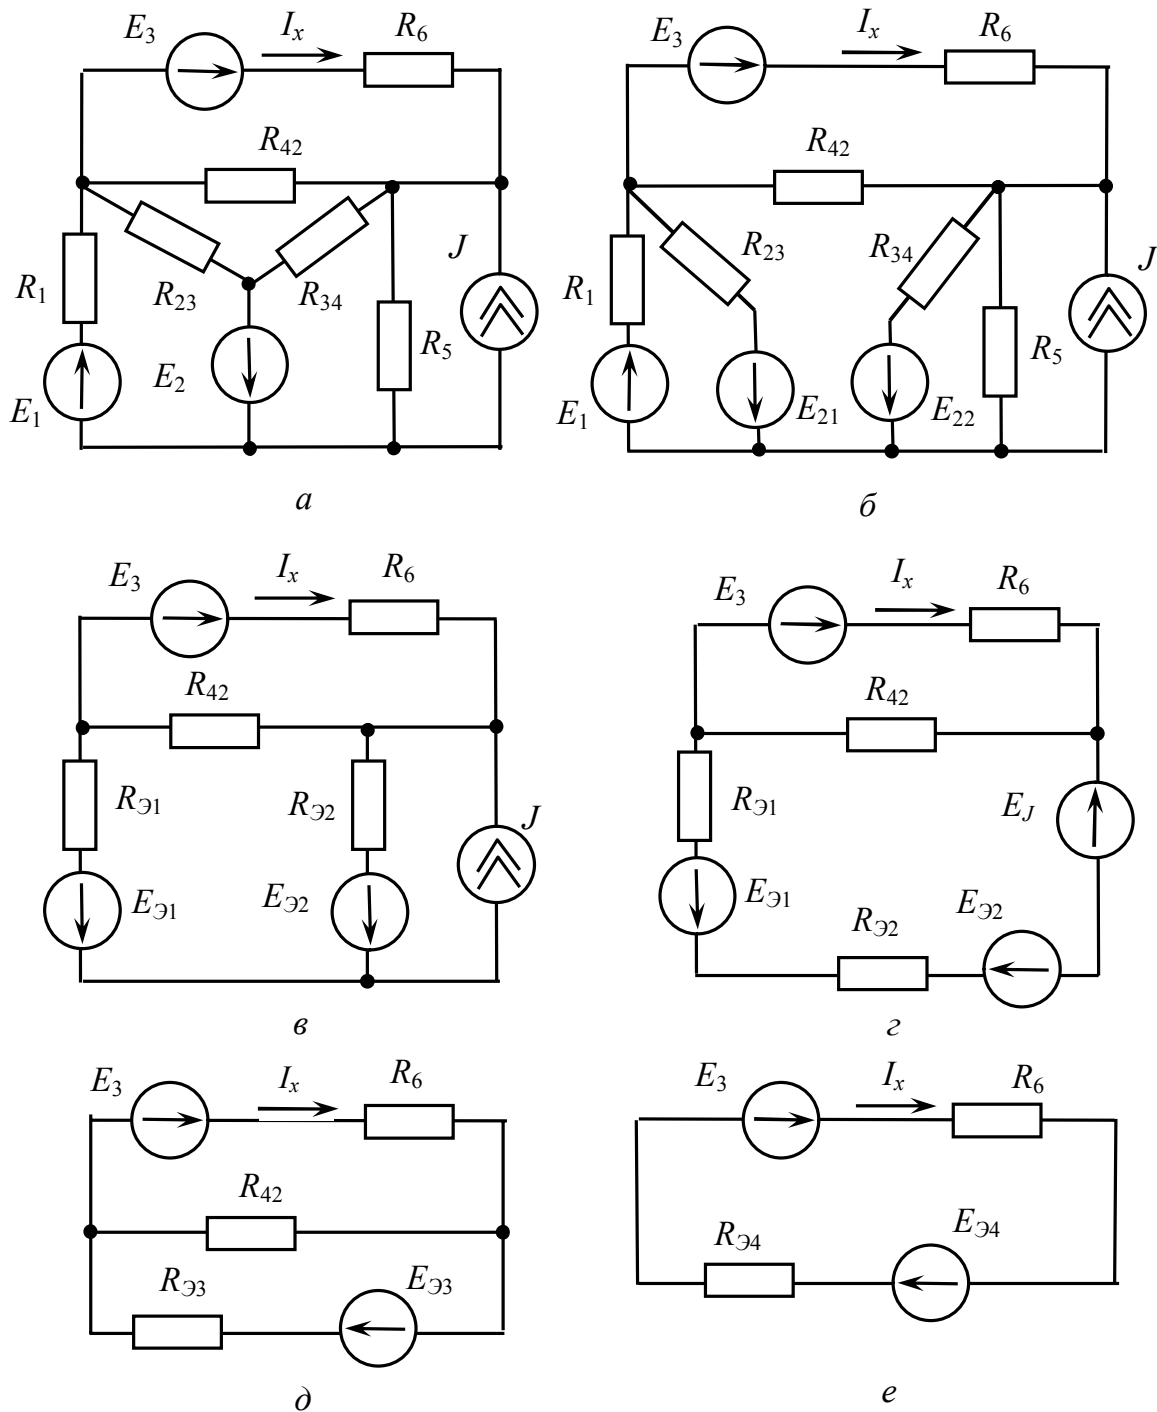 E3 Ix R6
E3 Ix R6
R42
R42
R1 R23 R34 J
R1 R23 R34 J
E1 E2 R5
E1 E21 E22 R5
а
б
E3 Ix R6
E3 Ix R6
R42
R42
RЭ1 RЭ2 J
RЭ1 EJ
EЭ1 EЭ2
EЭ1 RЭ2 EЭ2
в
г
E3 Ix R6
E3 Ix R6
R42
RЭ3 EЭ3
RЭ4 EЭ4
д
е